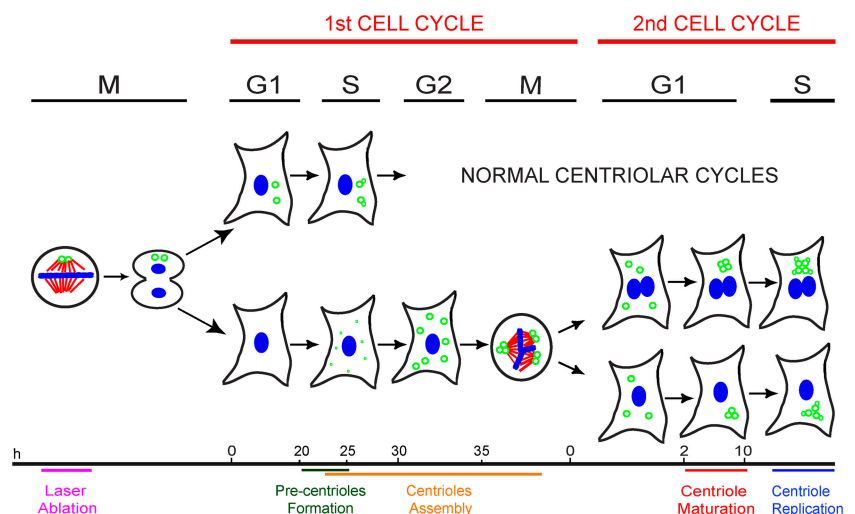 1st CELL CYCLE
2nd CELL CYCLE
M
G1
S
G2
M
G1
S
NORMAL CENTRIOLAR CYCLES
h
0
20
25
30
35
0
2
10
Laser
Ablation
Pre-centrioles
Formation
Centrioles
Assembly
Centriole
Maturation
Centriole
Replication